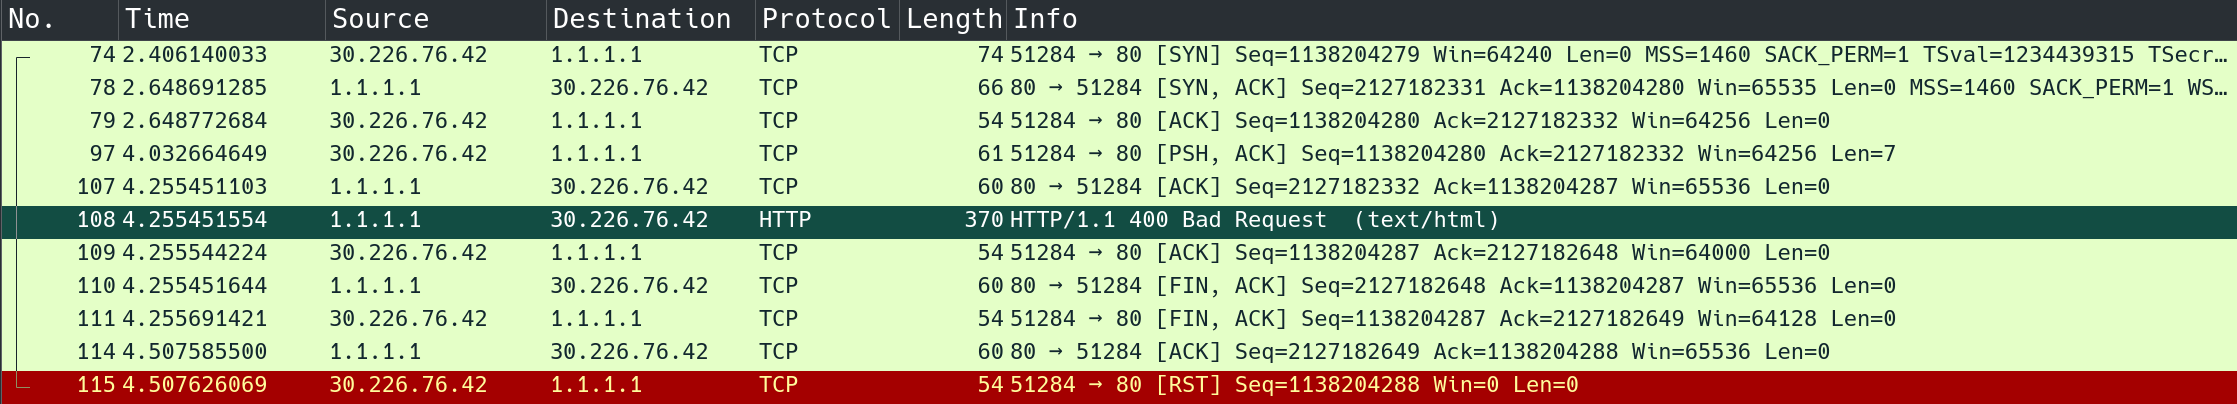 No. Time Source Destination Protocol Length Info
74 2.406140033 30.226.76.42 1.1.1.1 TCP 74 51284 → 80 [SYN] Seq=1138204279 Win=64240 Len=0 MSS=1460 SACK_PERM=1 TSval=1234439315 TSecr…
78 2.648691285 1.1.1.1 30.226.76.42 TCP 66 80 → 51284 [SYN, ACK] Seq=2127182331 Ack=1138204280 Win=65535 Len=0 MSS=1460 SACK_PERM=1 WS…
79 2.648772684 30.226.76.42 1.1.1.1 TCP 54 51284 → 80 [ACK] Seq=1138204280 Ack=2127182332 Win=64256 Len=0
97 4.032664649 30.226.76.42 1.1.1.1 TCP 61 51284 → 80 [PSH, ACK] Seq=1138204280 Ack=2127182332 Win=64256 Len=7
107 4.255451103 1.1.1.1 30.226.76.42 TCP 60 80 → 51284 [ACK] Seq=2127182332 Ack=1138204287 Win=65536 Len=0
108 4.255451554 1.1.1.1 30.226.76.42 HTTP 370 HTTP/1.1 400 Bad Request  (text/html)
109 4.255544224 30.226.76.42 1.1.1.1 TCP 54 51284 → 80 [ACK] Seq=1138204287 Ack=2127182648 Win=64000 Len=0
110 4.255451644 1.1.1.1 30.226.76.42 TCP 60 80 → 51284 [FIN, ACK] Seq=2127182648 Ack=1138204287 Win=65536 Len=0
111 4.255691421 30.226.76.42 1.1.1.1 TCP 54 51284 → 80 [FIN, ACK] Seq=1138204287 Ack=2127182649 Win=64128 Len=0
114 4.507585500 1.1.1.1 30.226.76.42 TCP 60 80 → 51284 [ACK] Seq=2127182649 Ack=1138204288 Win=65536 Len=0
115 4.507626069 30.226.76.42 1.1.1.1 TCP 54 51284 → 80 [RST] Seq=1138204288 Win=0 Len=0